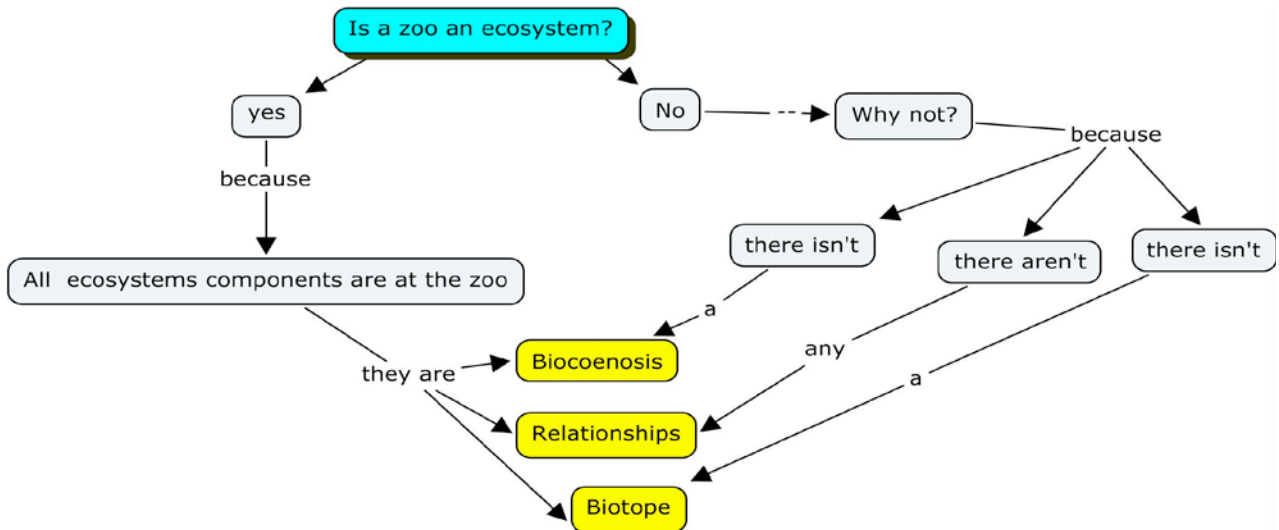 Is a zoo an ecosystem?
yes
No
--
Why not?
because
because
there isn't
there aren't
there isn't
All ecosystems components are at the zoo
a
any
a
they are
Biocoenosis
Relationships
Biotope